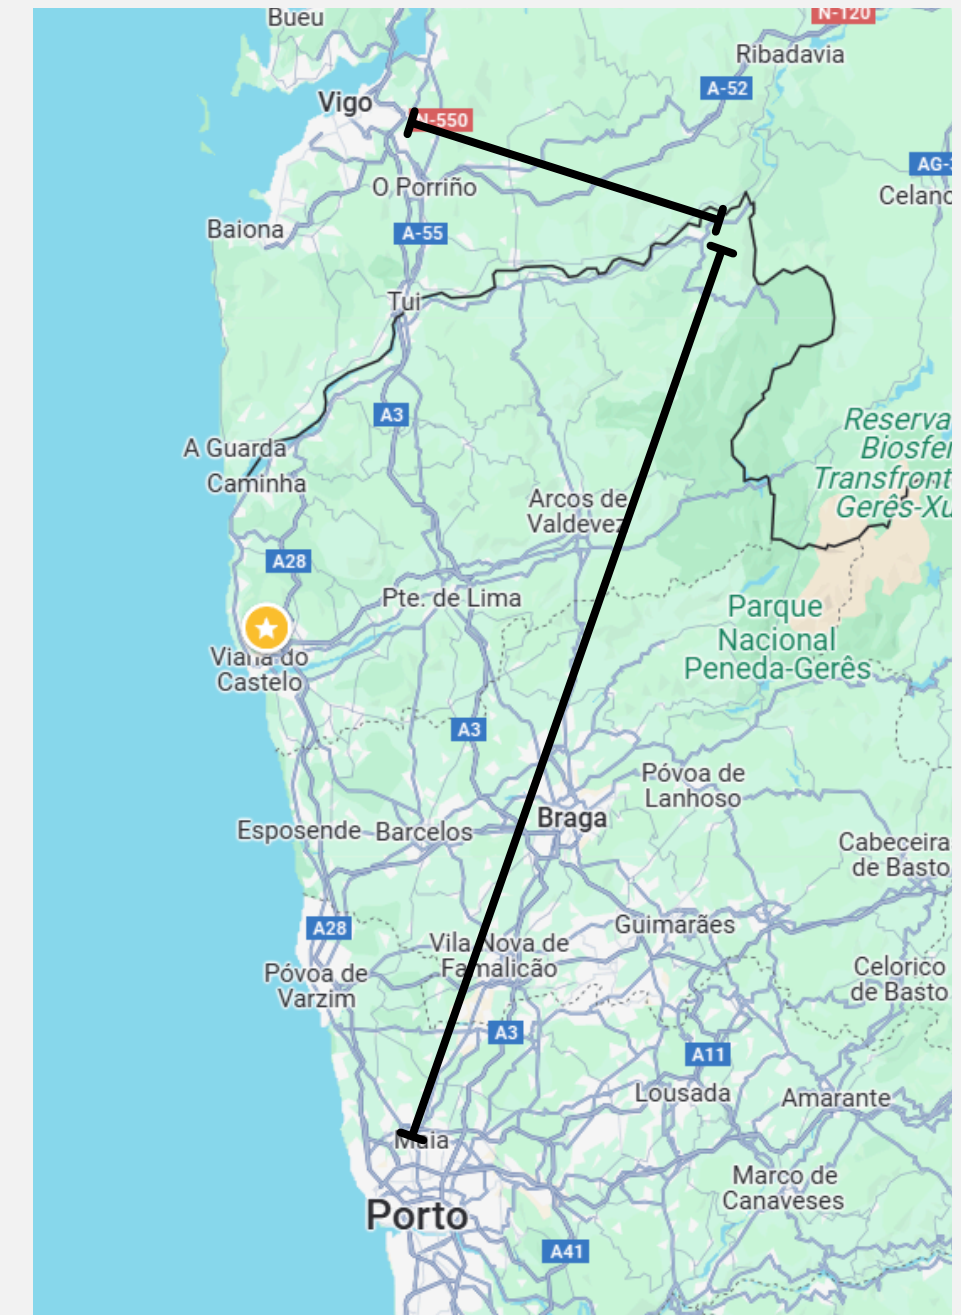 Bueu
N-120
Ribadavia
A-52
Vigo
N-550
AG-
O Porriño
Celano
Baiona
A-55
Tui
A3
Reserva
Biosfer
Transfront
Gerês-Xu
A Guarda
Caminha
Arcos de
Valdevez
A28
Pte. de Lima
Parque
Nacional
Peneda-Gerês
Viana do
Castelo
A3
Póvoa de
Lanhoso
Braga
Esposende
Barcelos
Cabeceira
de Basto
A28
Guimarães
Vila Nova de
Famalicão
Póvoa de
Varzim
Celorico
de Basto
A3
A11
Lousada
Amarante
Maia
Marco de
Canaveses
Porto
A41